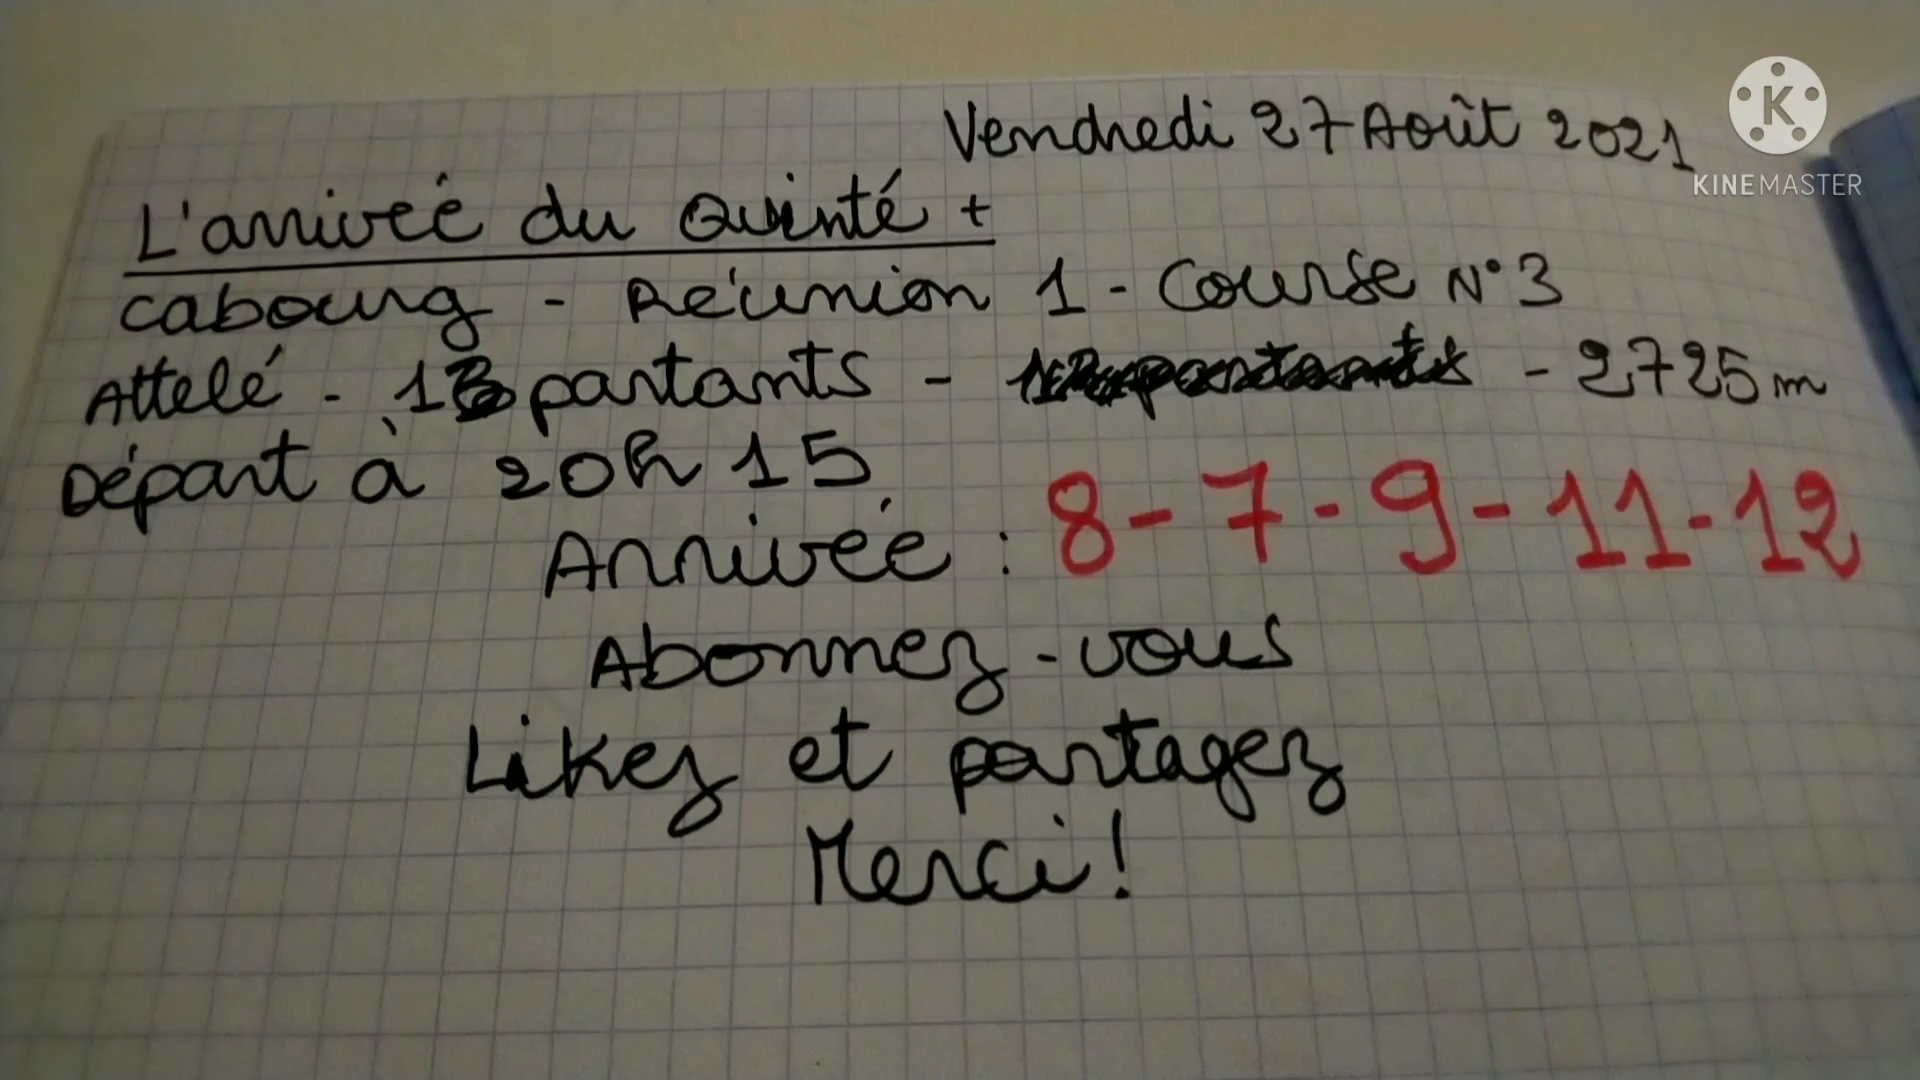 Vendredi 27 Août 2021
KINEMASTER
L'arrivée du Quinté +
Cabourg - Réunion 1 - Course N°3
Attelé - 13 partants - - 2725m
Départ à 20h15
Arrivée : 8-7-9-11-12
Abonnez-vous
Likez et partagez
Merci!